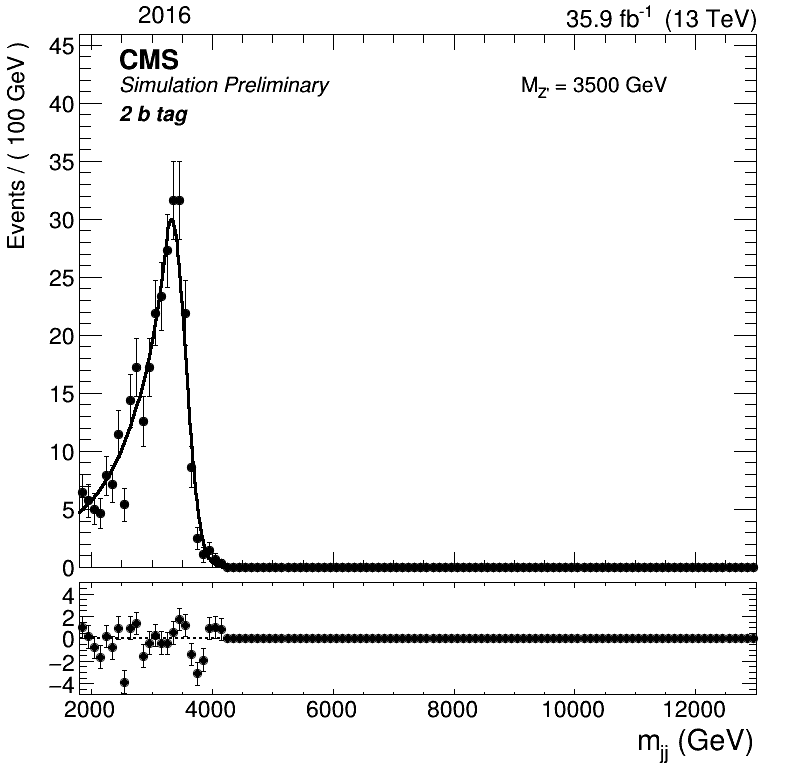 2016
35.9 fb⁻¹ (13 TeV)
CMS
Simulation Preliminary
2 b tag
M_Z' = 3500 GeV
Events / ( 100 GeV )
45
40
35
30
25
20
15
10
5
0
4
2
0
−2
−4
2000 4000 6000 8000 10000 12000
m_jj (GeV)